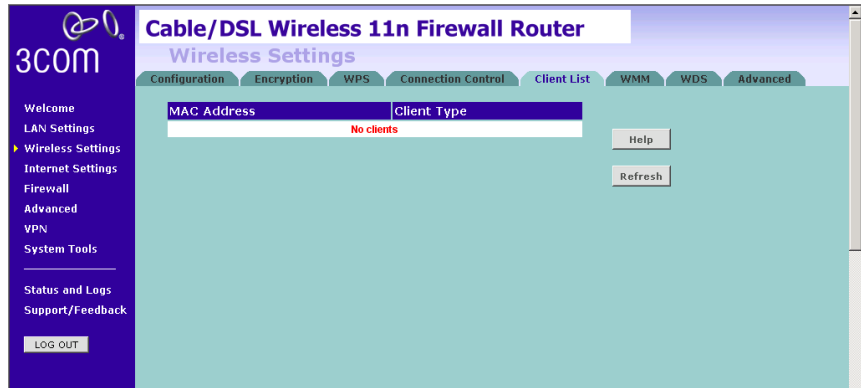 3COM
Cable/DSL Wireless 11n Firewall Router
Wireless Settings
Configuration Encryption WPS Connection Control Client List WMM WDS Advanced
Welcome
LAN Settings
Wireless Settings
Internet Settings
Firewall
Advanced
VPN
System Tools
Status and Logs
Support/Feedback
LOG OUT
MAC Address Client Type
No clients
Help
Refresh